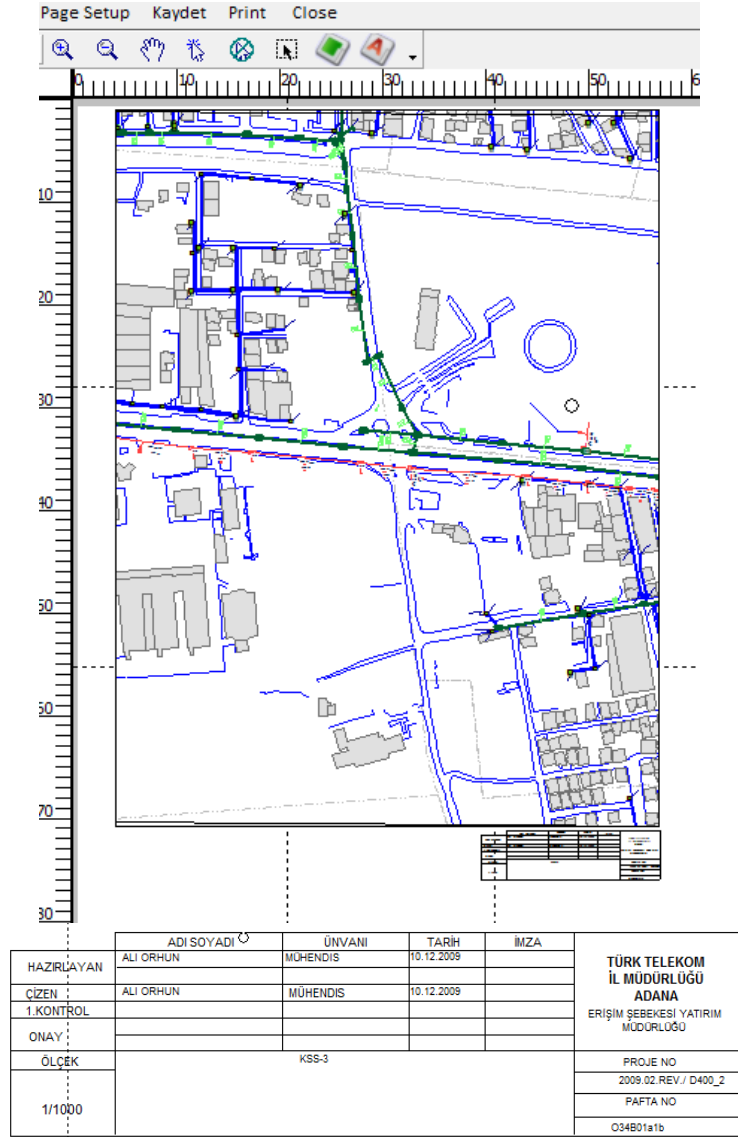 Page Setup Kaydet Print Close
0 10 20 30 40 50 6
10
20
30
40
50
50
70
30
ADI SOYADI ÜNVANI TARİH İMZA
HAZIRLAYAN ALI ORHUN MÜHENDIS 10.12.2009
ÇİZEN ALI ORHUN MÜHENDIS 10.12.2009
1.KONTROL
ONAY
TÜRK TELEKOM
İL MÜDÜRLÜĞÜ
ADANA
ERİŞİM ŞEBEKESİ YATIRIM
MÜDÜRLÜĞÜ
ÖLÇEK KSS-3 PROJE NO
2009.02.REV./ D400_2
1/1000 PAFTA NO
O34B01a1b